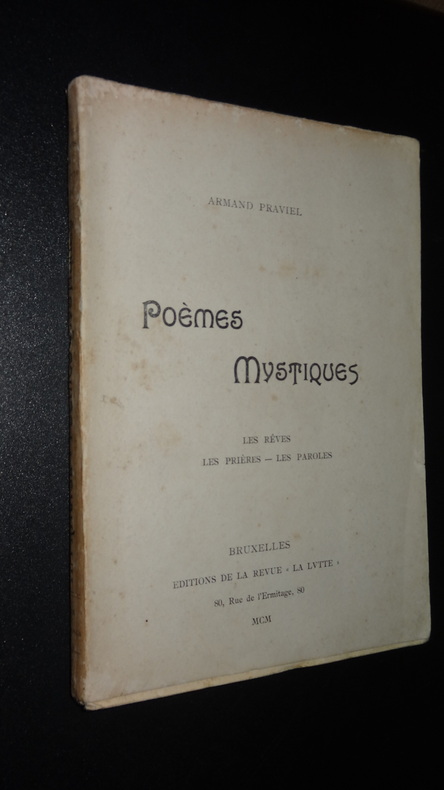 ARMAND PRAVIEL
POÈMES
MYSTIQUES
LES RÊVES
LES PRIÈRES — LES PAROLES
BRUXELLES
EDITIONS DE LA REVUE « LA LVTTE »
80, Rue de l'Ermitage, 80
MCM